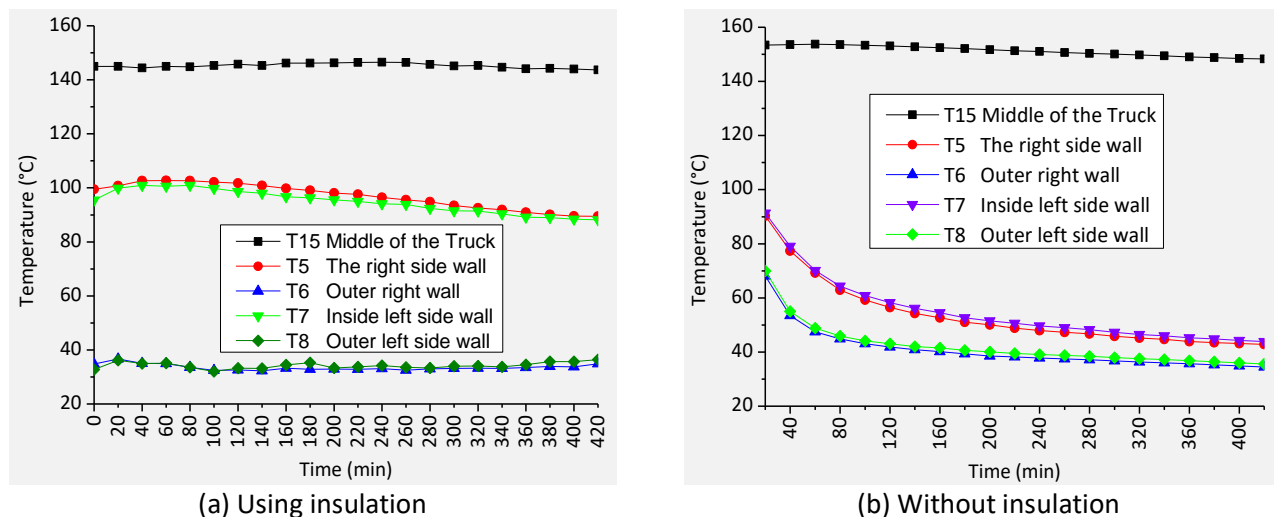 160
140
120
100
80
60
40
20
Temperature (°C)
T15 Middle of the Truck
T5 The right side wall
T6 Outer right wall
T7 Inside left side wall
T8 Outer left side wall
0 20 40 60 80 100 120 140 160 180 200 220 240 260 280 300 320 340 360 380 400 420
Time (min)
(a) Using insulation
160
140
120
100
80
60
40
20
Temperature (°C)
T15 Middle of the Truck
T5 The right side wall
T6 Outer right wall
T7 Inside left side wall
T8 Outer left side wall
40 80 120 160 200 240 280 320 360 400
Time (min)
(b) Without insulation